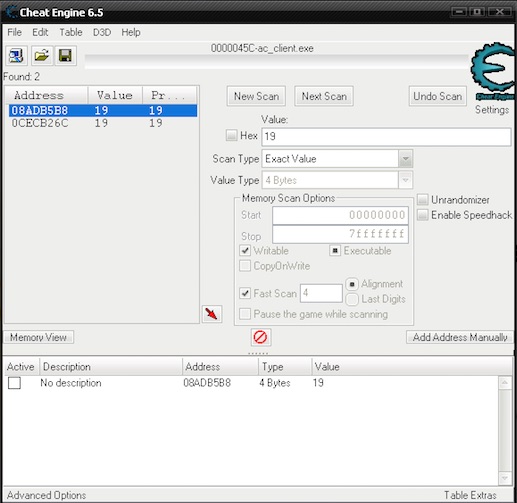 Cheat Engine 6.5
File Edit Table D3D Help
0000045C-ac_client.exe
Found: 2
Address Value Pr...
08ADB5B8 19 19
0CECB26C 19 19
New Scan Next Scan Undo Scan
Cheat Engine
Settings
Value:
Hex 19
Scan Type Exact Value
Value Type 4 Bytes
Memory Scan Options
Unrandomizer
Enable Speedhack
Start 00000000
Stop 7fffffff
Writable Executable
CopyOnWrite
Fast Scan 4 Alignment
Last Digits
Pause the game while scanning
Memory View Add Address Manually
Active Description Address Type Value
No description 08ADB5B8 4 Bytes 19
Advanced Options Table Extras